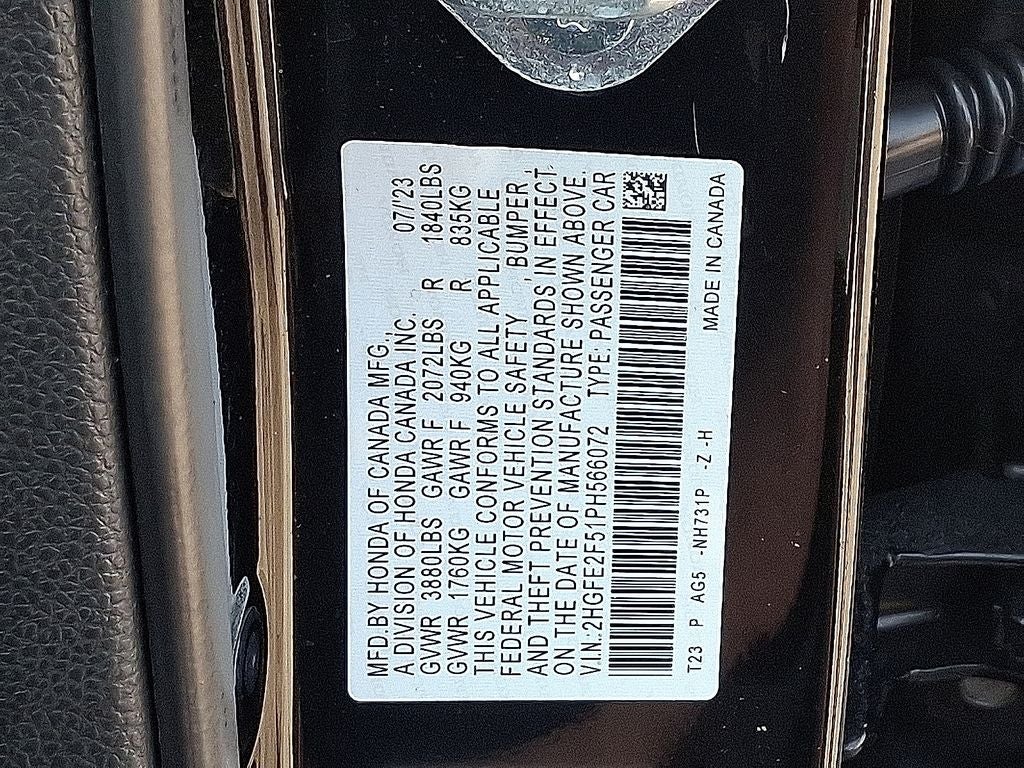 MFD.BY HONDA OF CANADA MFG.,
A DIVISION OF HONDA CANADA INC. 07/'23
GVWR 3880LBS GAWR F 2072LBS R 1840LBS
GVWR 1760KG GAWR F 940KG R 835KG
THIS VEHICLE CONFORMS TO ALL APPLICABLE
FEDERAL MOTOR VEHICLE SAFETY , BUMPER ,
AND THEFT PREVENTION STANDARDS IN EFFECT
ON THE DATE OF MANUFACTURE SHOWN ABOVE.
V.I.N.:2HGFE2F51PH566072 TYPE: PASSENGER CAR
T23 P AG5 -NH731P -Z -H MADE IN CANADA